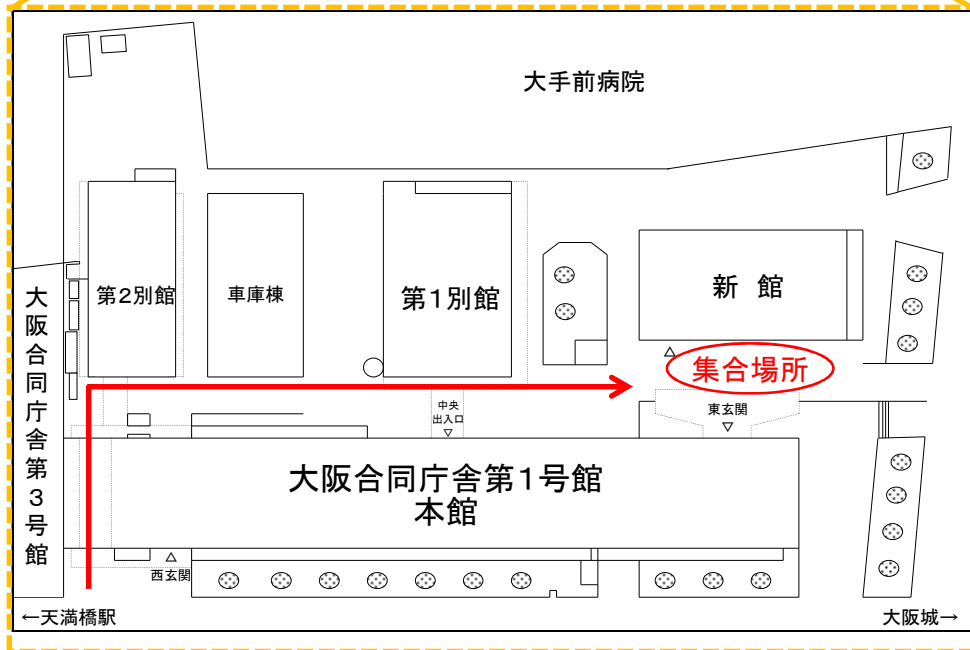 大手前病院
第2別館
車庫棟
第1別館
新 館
大阪合同庁舎第3号館
集合場所
中央
出入口
▽
東玄関
▽
大阪合同庁舎第1号館
本館
△
西玄関
←天満橋駅
大阪城→